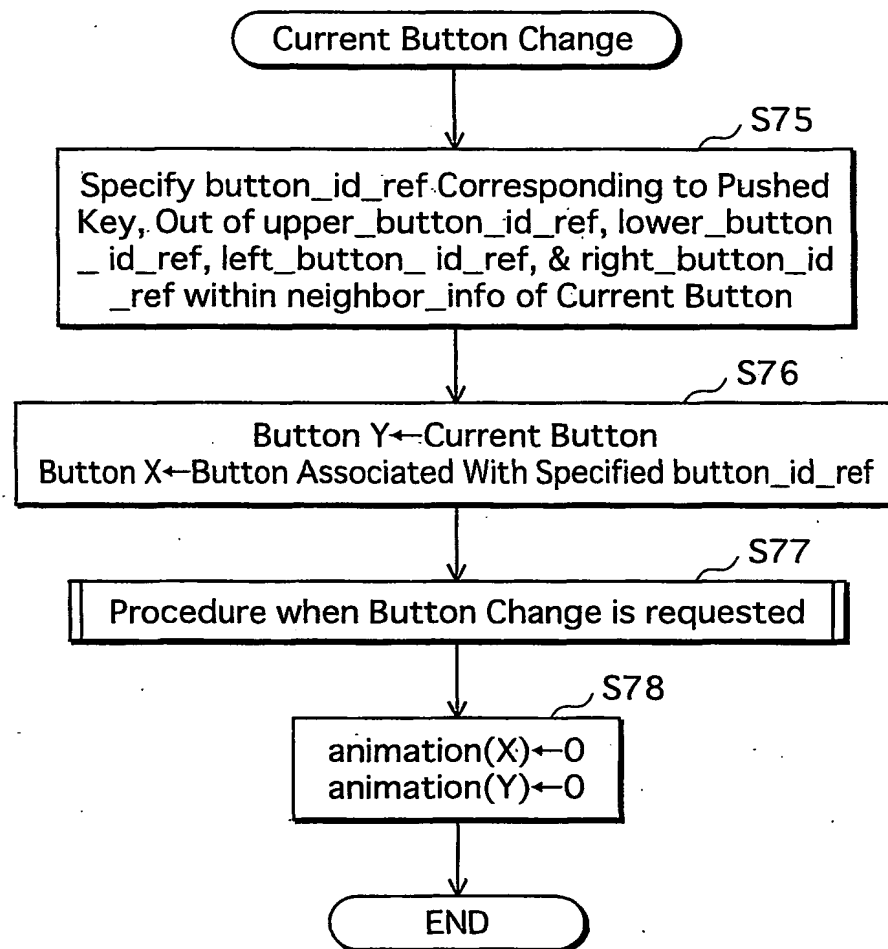 Current Button Change
S75
Specify button_id_ref Corresponding to Pushed
Key, Out of upper_button_id_ref, lower_button
_ id_ref, left_button_ id_ref, & right_button_id
_ref within neighbor_info of Current Button
S76
Button Y←Current Button
Button X←Button Associated With Specified button_id_ref
S77
Procedure when Button Change is requested
S78
animation(X)←0
animation(Y)←0
END